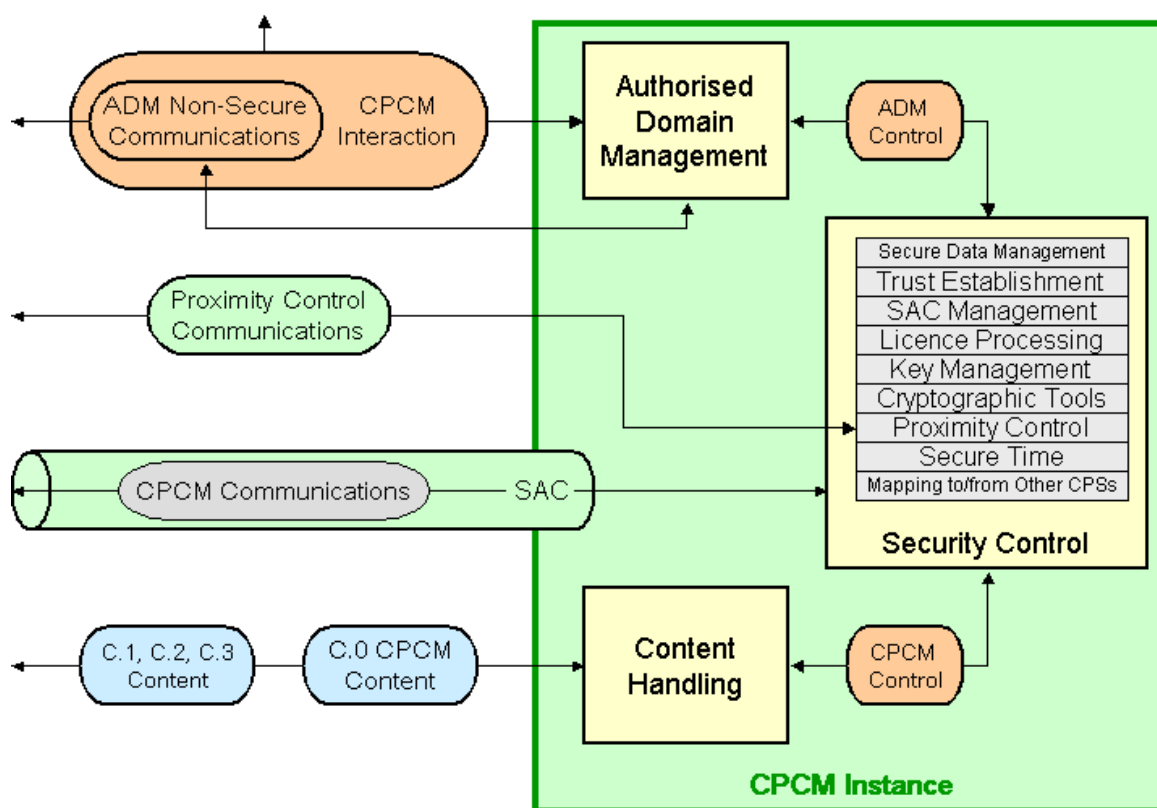 ADM Non-Secure
Communications
CPCM
Interaction
Authorised
Domain
Management
ADM
Control
Proximity Control
Communications
Secure Data Management
Trust Establishment
SAC Management
Licence Processing
Key Management
Cryptographic Tools
Proximity Control
Secure Time
Mapping to/from Other CPSs
Security Control
CPCM Communications
SAC
C.1, C.2, C.3
Content
C.0 CPCM
Content
Content
Handling
CPCM
Control
CPCM Instance